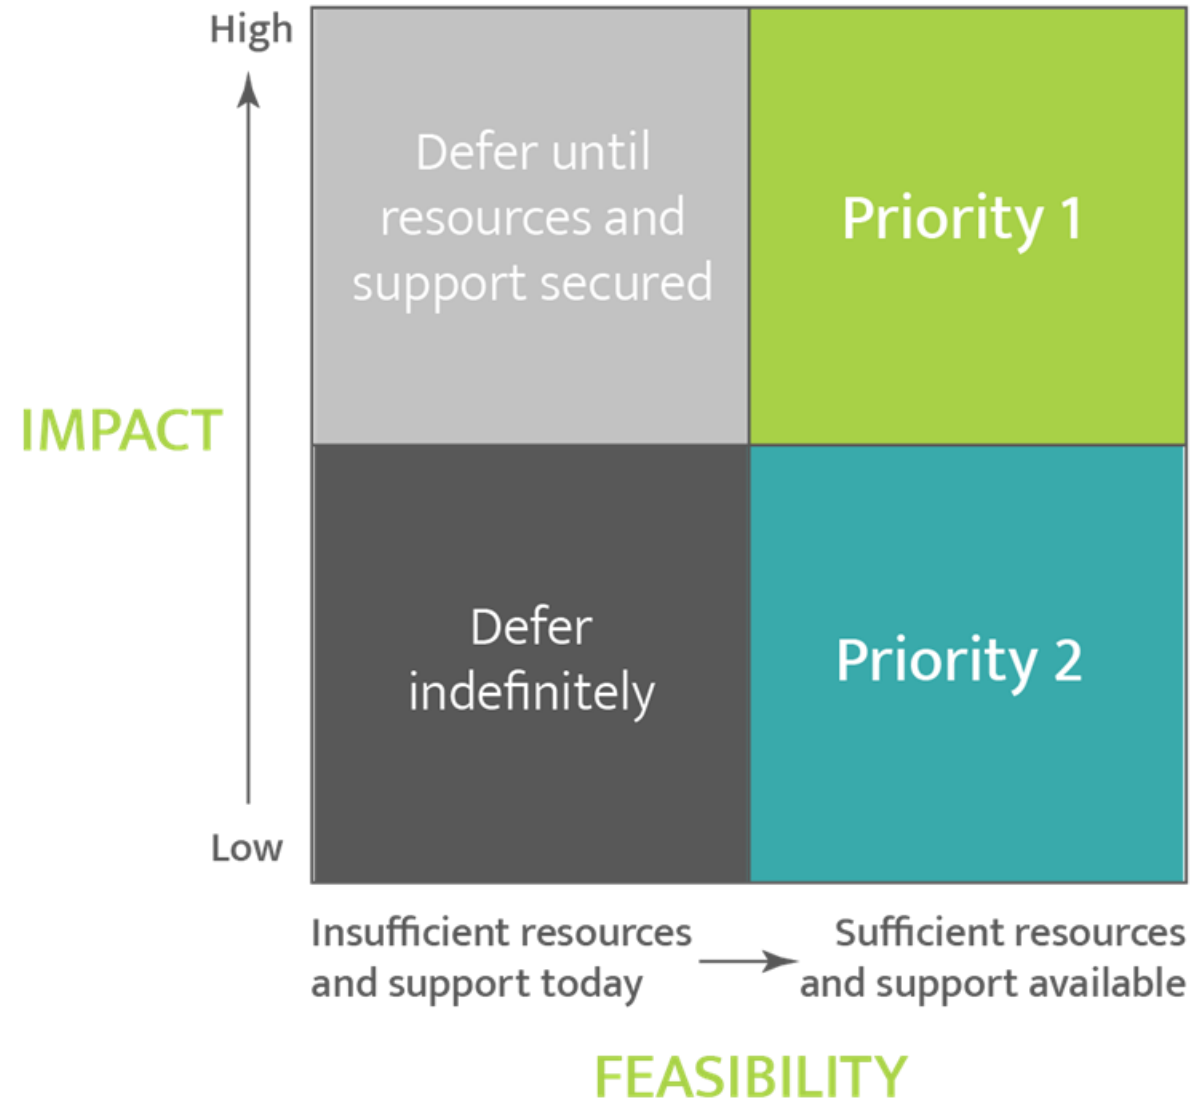 High
Defer until
resources and
support secured
Priority 1
IMPACT
Defer
indefinitely
Priority 2
Low
Insufficient resources
and support today
Sufficient resources
and support available
FEASIBILITY